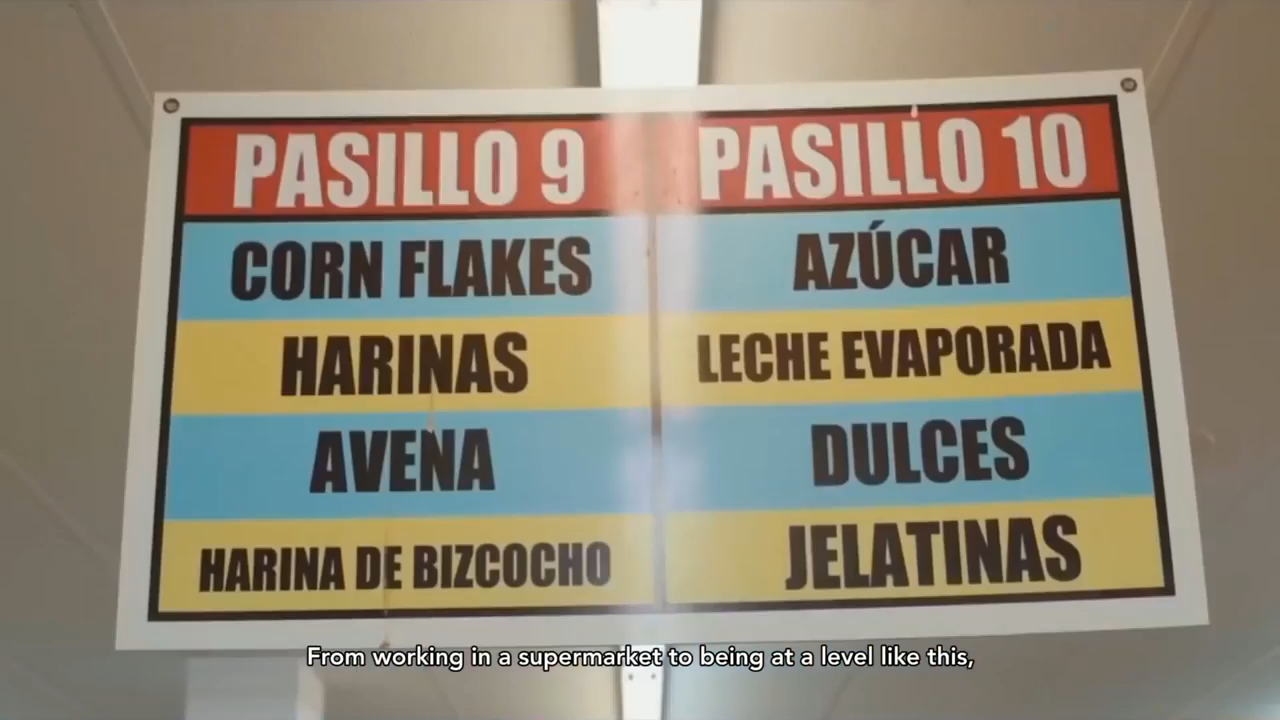 PASILLO 9
CORN FLAKES
HARINAS
AVENA
HARINA DE BIZCOCHO
PASILLO 10
AZÚCAR
LECHE EVAPORADA
DULCES
JELATINAS
From working in a supermarket to being at a level like this,